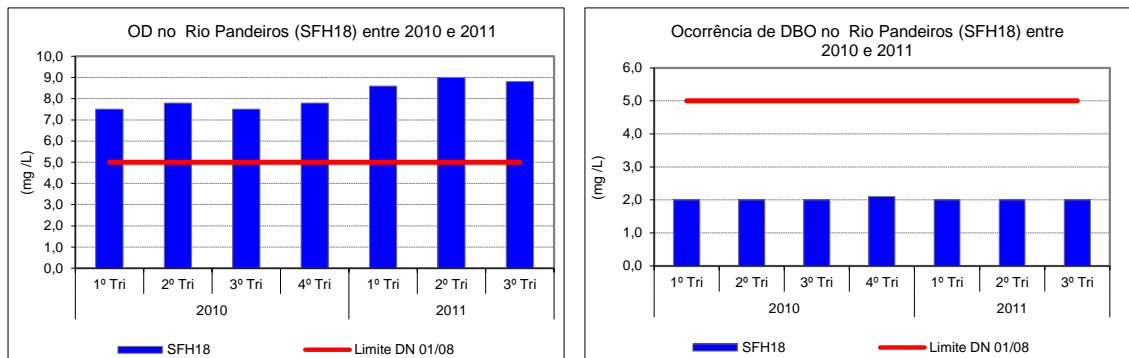 OD no Rio Pandeiros (SFH18) entre 2010 e 2011
10,0
9,0
8,0
7,0
6,0
5,0
4,0
3,0
2,0
1,0
0,0
(mg /L)
1º Tri 2º Tri 3º Tri 4º Tri 1º Tri 2º Tri 3º Tri
2010 2011
SFH18 Limite DN 01/08
Ocorrência de DBO no Rio Pandeiros (SFH18) entre
2010 e 2011
6,0
5,0
4,0
3,0
2,0
1,0
0,0
(mg /L)
1º Tri 2º Tri 3º Tri 4º Tri 1º Tri 2º Tri 3º Tri
2010 2011
SFH18 Limite DN 01/08